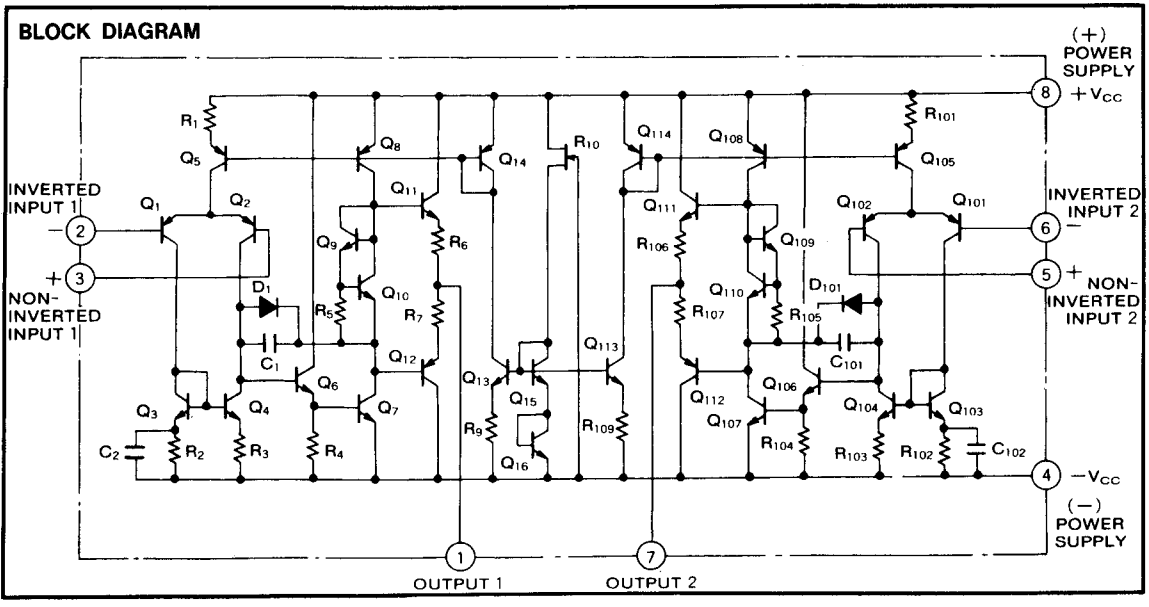 BLOCK DIAGRAM
(+)
POWER
SUPPLY
8 +VCC
R1
Q5
Q8
Q14
R10
Q114
Q108
R101
Q105
INVERTED
INPUT 1
− 2
+ 3
NON-
INVERTED
INPUT 1
Q1
Q2
Q11
Q9
R6
Q10
D1
R5
R7
C1
Q12
Q6
Q3
Q4
Q7
C2
R2
R3
R4
Q13
Q15
R9
Q16
Q113
R109
Q111
R106
Q109
Q110
R107
R105
D101
C101
Q112
Q106
Q107
Q104
Q103
R104
R103
R102
C102
Q102
Q101
INVERTED
INPUT 2
6 −
5 +
NON-
INVERTED
INPUT 2
4 −VCC
(−)
POWER
SUPPLY
1
OUTPUT 1
7
OUTPUT 2